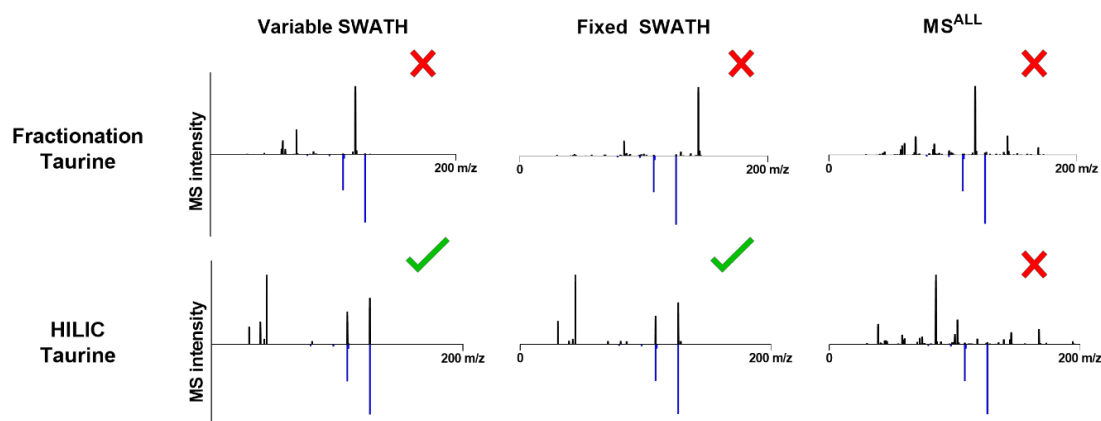 Variable SWATH
Fixed SWATH
MS^ALL
Fractionation
Taurine
MS intensity
200 m/z
0
200 m/z
0
200 m/z
HILIC
Taurine
MS intensity
200 m/z
0
200 m/z
0
200 m/z